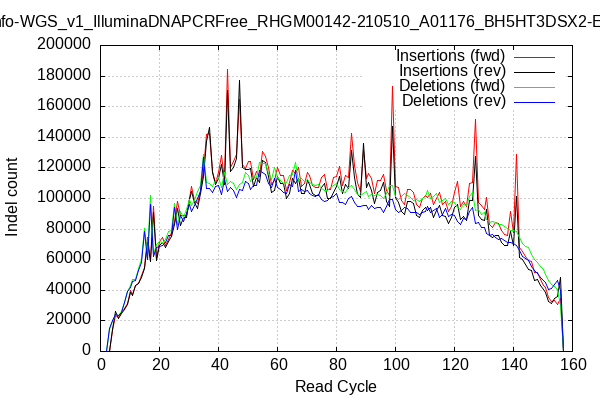 nfo-WGS_v1_IlluminaDNAPCRFree_RHGM00142-210510_A01176_BH5HT3DSX2-E
200000
180000
160000
140000
120000
100000
80000
60000
40000
20000
0
Indel count
Insertions (fwd)
Insertions (rev)
Deletions (fwd)
Deletions (rev)
0 20 40 60 80 100 120 140 160
Read Cycle